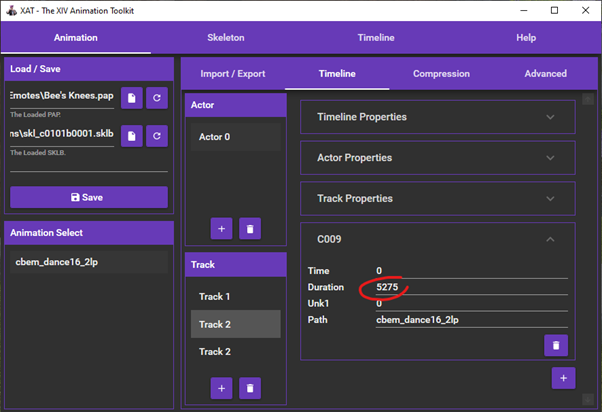 XAT - The XIV Animation Toolkit
Animation
Skeleton
Timeline
Help
Load / Save
Emotes\Bee's Knees.pap
The Loaded PAP.
ns\skl_c0101b0001.sklb
The Loaded SKLB.
Save
Animation Select
cbem_dance16_2lp
Import / Export
Timeline
Compression
Advanced
Actor
Actor 0
+
Track
Track 1
Track 2
Track 2
+
Timeline Properties
Actor Properties
Track Properties
C009
Time 0
Duration 5275
Unk1 0
Path cbem_dance16_2lp
+